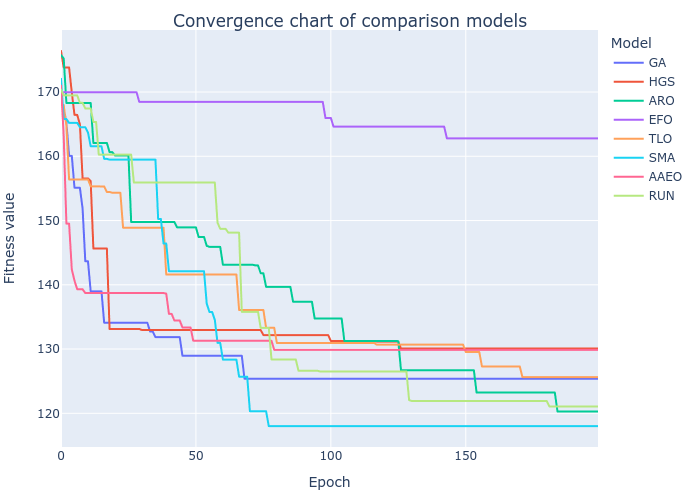 Convergence chart of comparison models
Model
GA
HGS
ARO
EFO
TLO
SMA
AAEO
RUN
Fitness value
170
160
150
140
130
120
0
50
100
150
Epoch